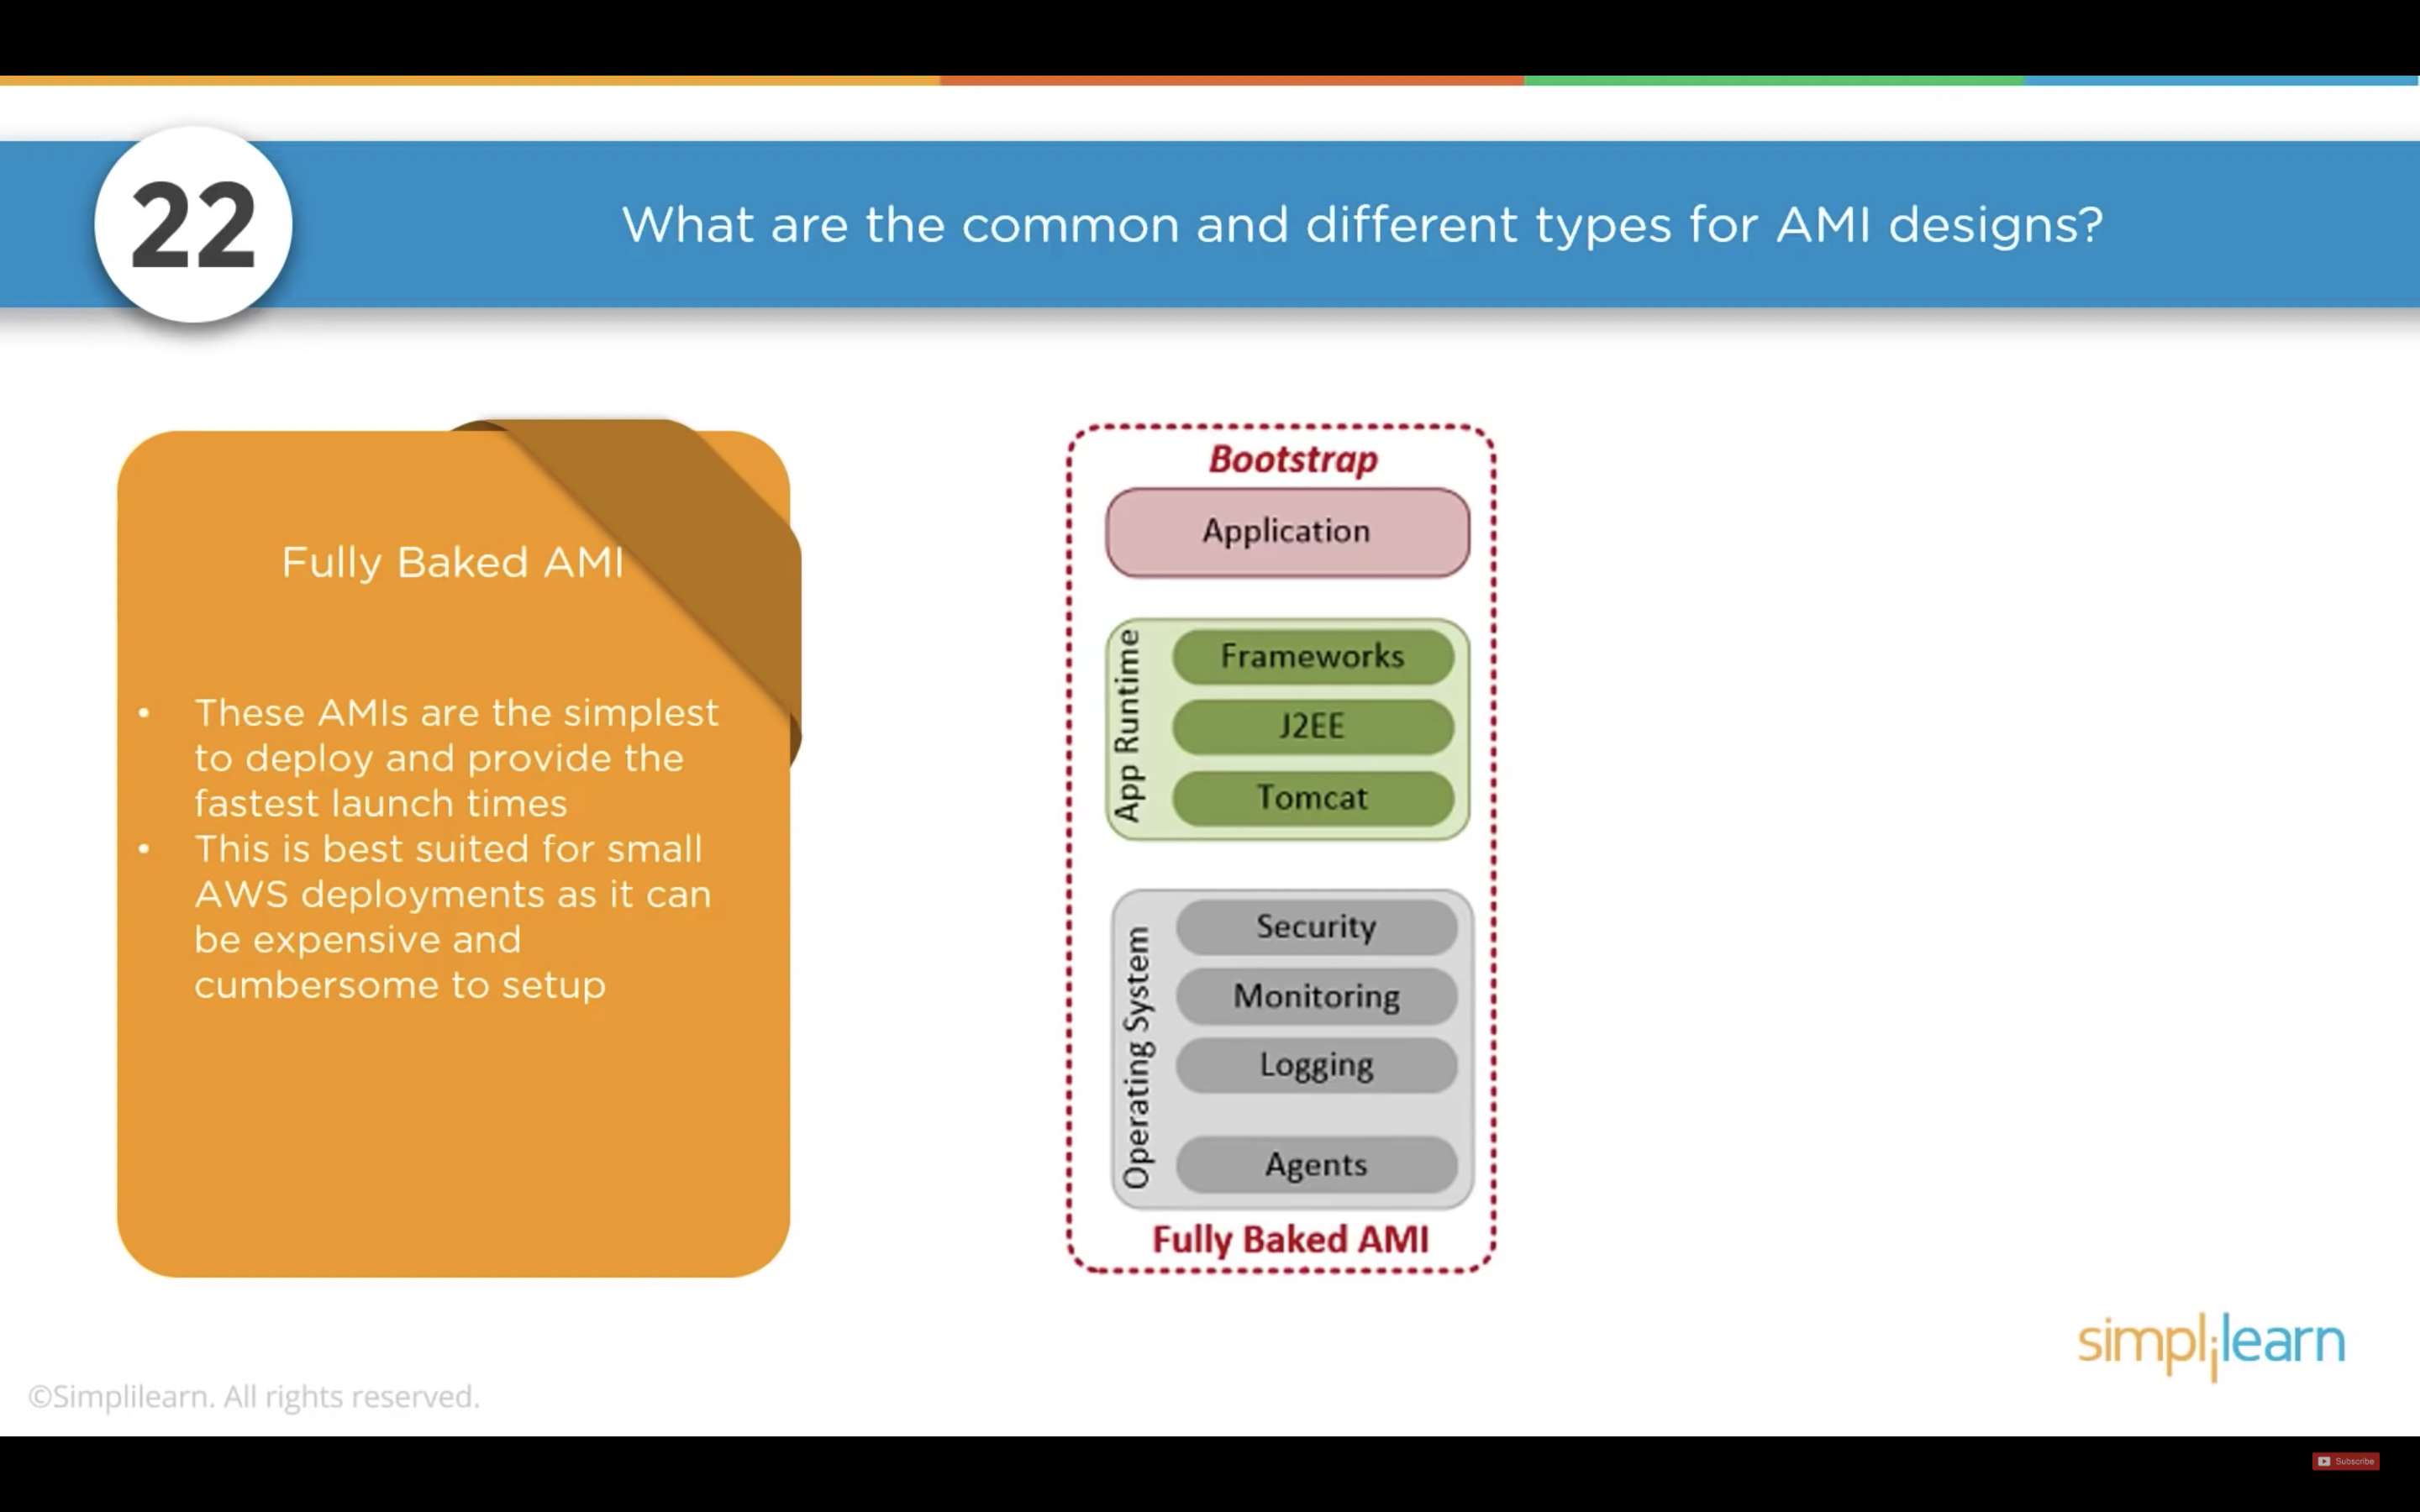 22
What are the common and different types for AMI designs?
Fully Baked AMI
• These AMIs are the simplest
to deploy and provide the
fastest launch times
• This is best suited for small
AWS deployments as it can
be expensive and
cumbersome to setup
Bootstrap
Application
App Runtime
Frameworks
J2EE
Tomcat
Operating System
Security
Monitoring
Logging
Agents
Fully Baked AMI
simplilearn
©Simplilearn. All rights reserved.
Subscribe